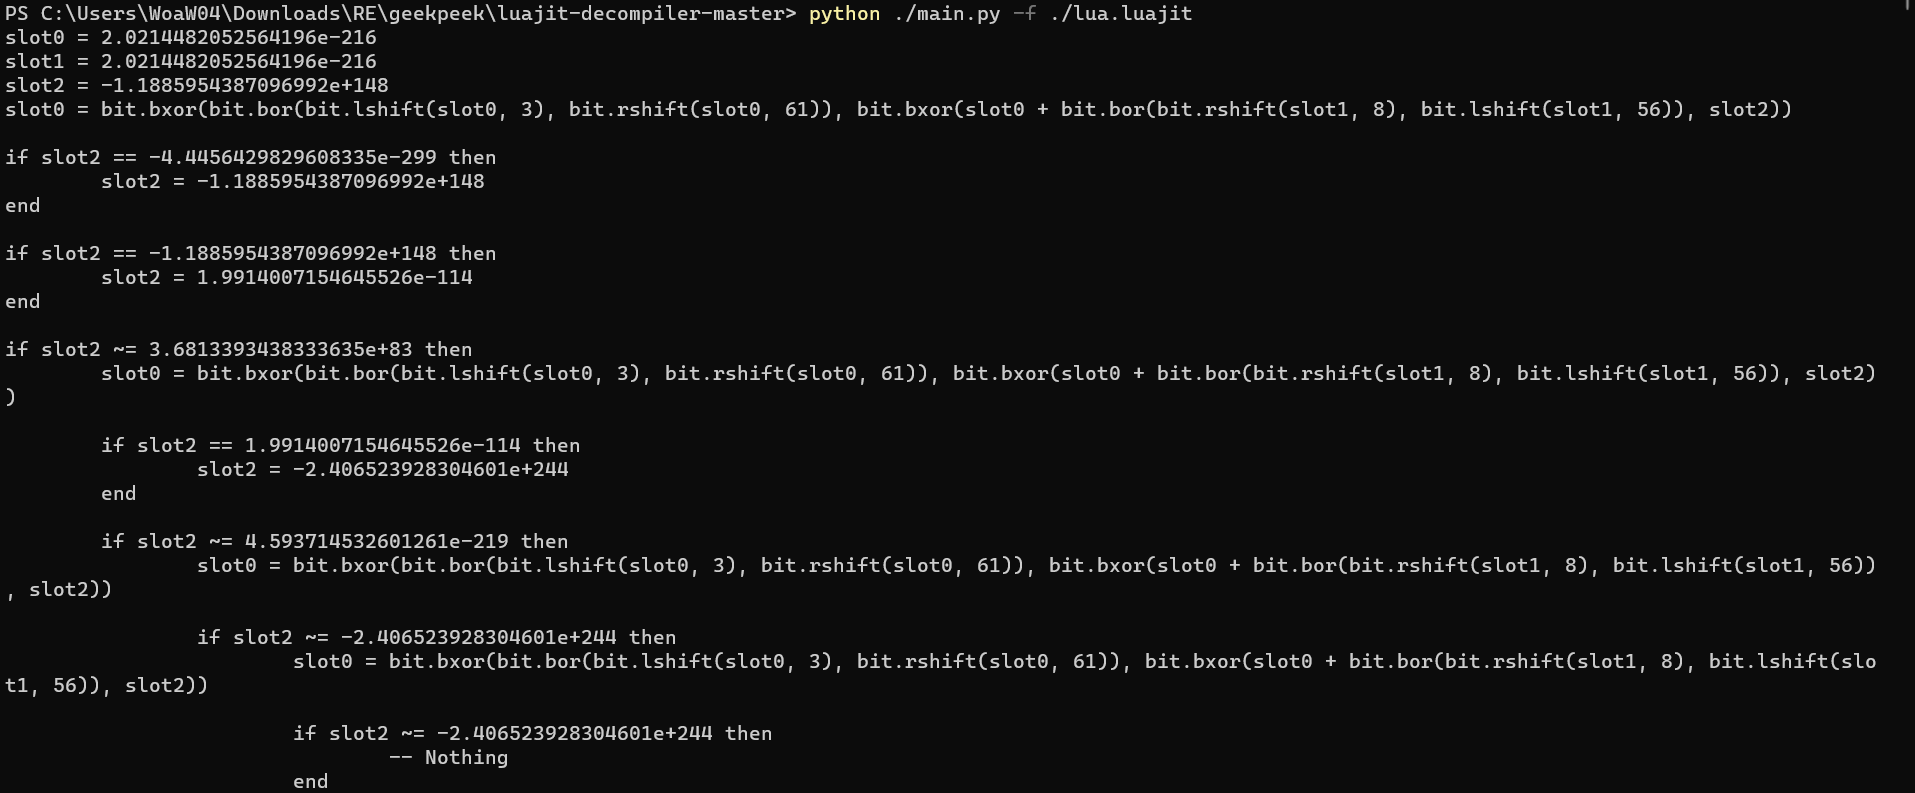 PS C:\Users\WoaW04\Downloads\RE\geekpeek\luajit-decompiler-master> python ./main.py -f ./lua.luajit
slot0 = 2.0214482052564196e-216
slot1 = 2.0214482052564196e-216
slot2 = -1.1885954387096992e+148
slot0 = bit.bxor(bit.bor(bit.lshift(slot0, 3), bit.rshift(slot0, 61)), bit.bxor(slot0 + bit.bor(bit.rshift(slot1, 8), bit.lshift(slot1, 56)), slot2))
if slot2 == -4.4456429829608335e-299 then
slot2 = -1.1885954387096992e+148
end
if slot2 == -1.1885954387096992e+148 then
slot2 = 1.9914007154645526e-114
end
if slot2 ~= 3.6813393438333635e+83 then
slot0 = bit.bxor(bit.bor(bit.lshift(slot0, 3), bit.rshift(slot0, 61)), bit.bxor(slot0 + bit.bor(bit.rshift(slot1, 8), bit.lshift(slot1, 56)), slot2)
)
if slot2 == 1.9914007154645526e-114 then
slot2 = -2.406523928304601e+244
end
if slot2 ~= 4.593714532601261e-219 then
slot0 = bit.bxor(bit.bor(bit.lshift(slot0, 3), bit.rshift(slot0, 61)), bit.bxor(slot0 + bit.bor(bit.rshift(slot1, 8), bit.lshift(slot1, 56))
, slot2))
if slot2 ~= -2.406523928304601e+244 then
slot0 = bit.bxor(bit.bor(bit.lshift(slot0, 3), bit.rshift(slot0, 61)), bit.bxor(slot0 + bit.bor(bit.rshift(slot1, 8), bit.lshift(slo
t1, 56)), slot2))
if slot2 ~= -2.406523928304601e+244 then
-- Nothing
end